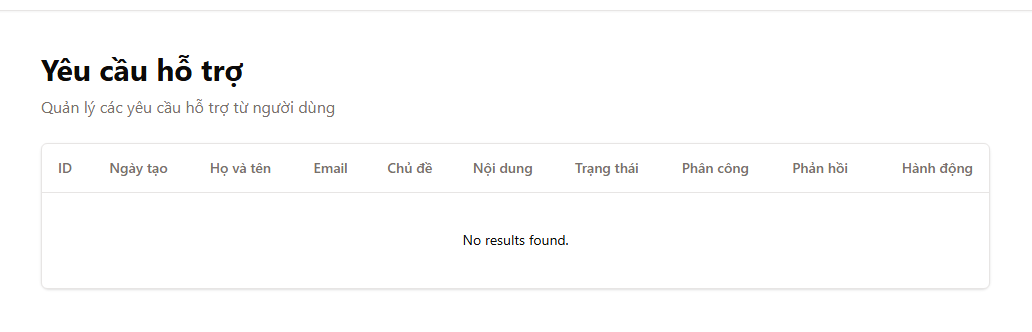 Yêu cầu hỗ trợ
Quản lý các yêu cầu hỗ trợ từ người dùng
ID Ngày tạo Họ và tên Email Chủ đề Nội dung Trạng thái Phân công Phản hồi Hành động
No results found.